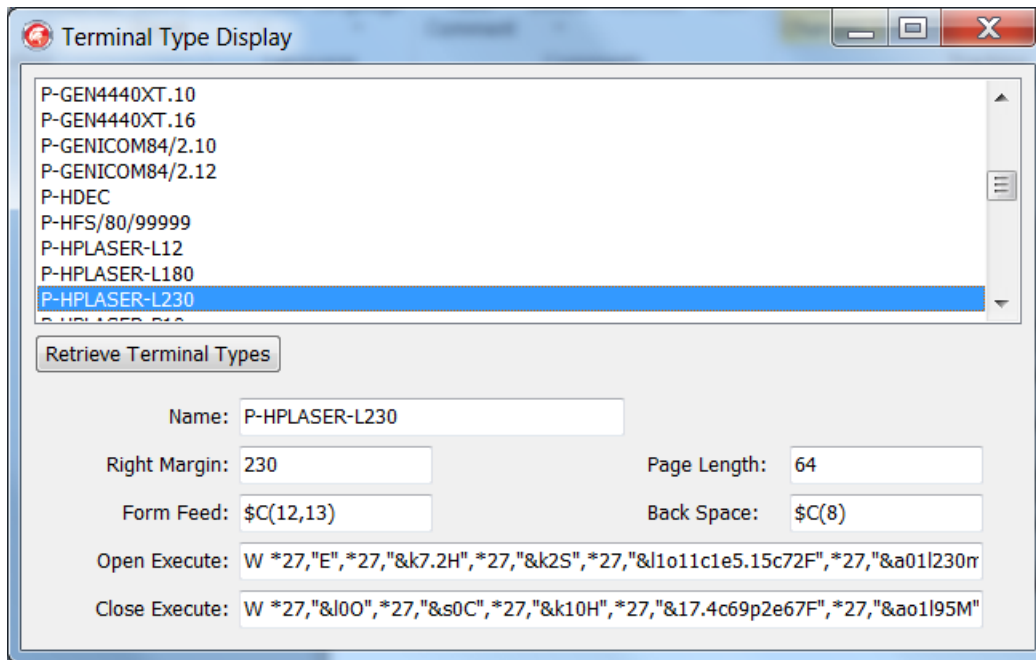 Terminal Type Display
P-GEN4440XT.10
P-GEN4440XT.16
P-GENICOM84/2.10
P-GENICOM84/2.12
P-HDEC
P-HFS/80/99999
P-HPLASER-L12
P-HPLASER-L180
P-HPLASER-L230
Retrieve Terminal Types
Name: P-HPLASER-L230
Right Margin: 230 Page Length: 64
Form Feed: $C(12,13) Back Space: $C(8)
Open Execute: W *27,"E",*27,"&k7.2H",*27,"&k2S",*27,"&l1o11c1e5.15c72F",*27,"&a01l230m
Close Execute: W *27,"&l0O",*27,"&s0C",*27,"&k10H",*27,"&17.4c69p2e67F",*27,"&ao1l95M"